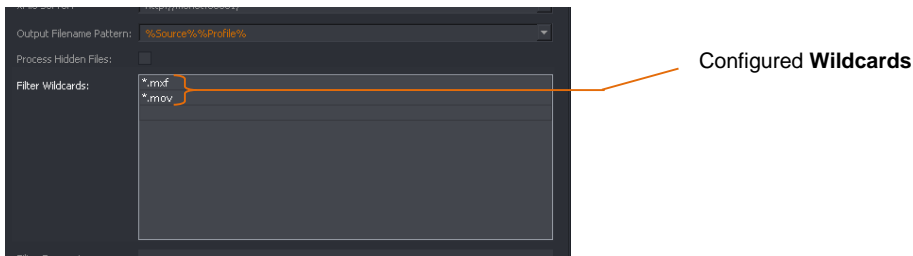 Output Filename Pattern: %Source%%Profile%
Process Hidden Files:
Filter Wildcards:
*.mxf
*.mov
Configured Wildcards